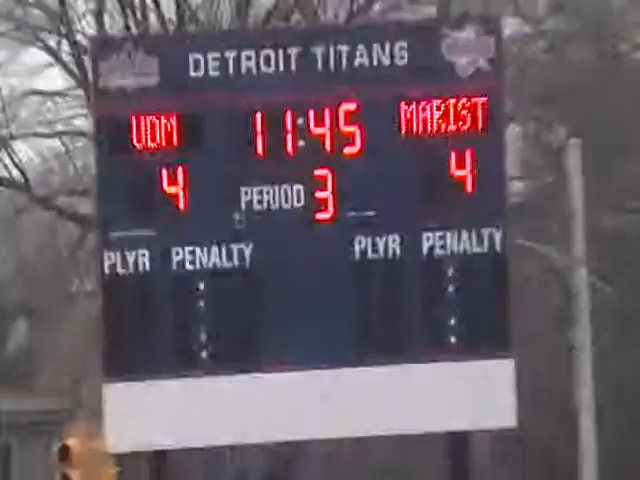 DETROIT TITANS
UDM 11:45 MARIST
4 PERIOD 3 4
PLYR PENALTY PLYR PENALTY